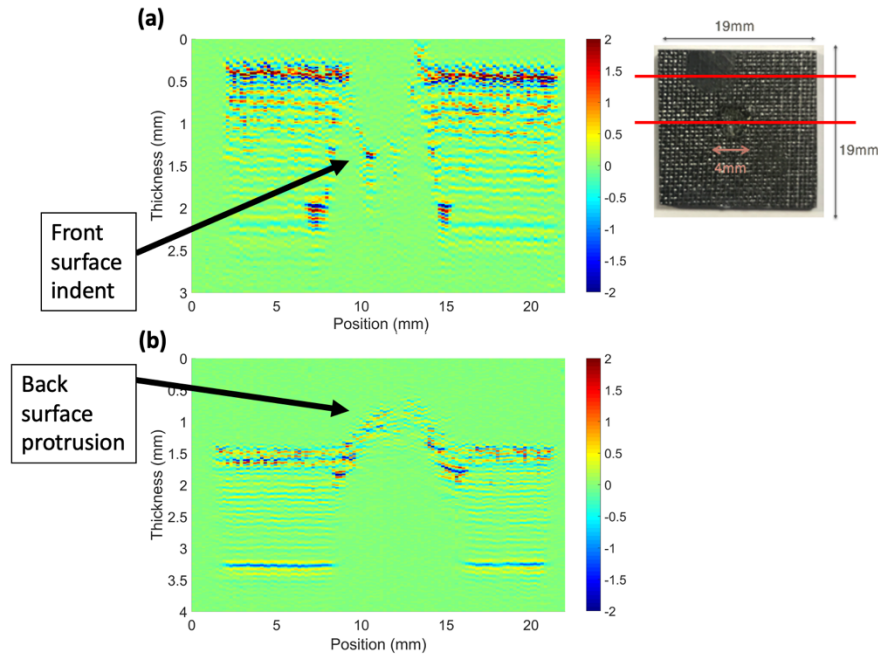 (a)
0
0.5
1
1.5
2
2.5
3
Thickness (mm)
0
5
10
15
20
Position (mm)
2
1.5
1
0.5
0
-0.5
-1
-1.5
-2
Front
surface
indent
19mm
19mm
4mm
(b)
0
0.5
1
1.5
2
2.5
3
3.5
4
Thickness (mm)
0
5
10
15
20
Position (mm)
2
1.5
1
0.5
0
-0.5
-1
-1.5
-2
Back
surface
protrusion